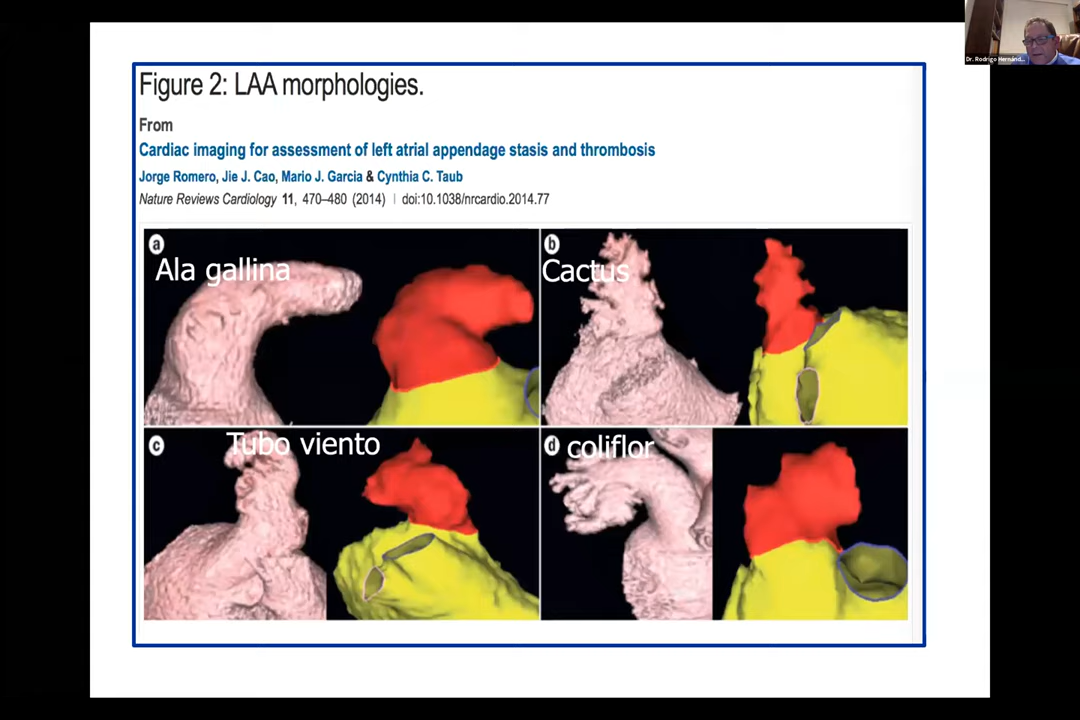 Dr. Rodrigo Hernánd...
Figure 2: LAA morphologies.
From
Cardiac imaging for assessment of left atrial appendage stasis and thrombosis
Jorge Romero, Jie J. Cao, Mario J. Garcia & Cynthia C. Taub
Nature Reviews Cardiology 11, 470–480 (2014) | doi:10.1038/nrcardio.2014.77
a
Ala gallina
b
Cactus
c
Tubo viento
d coliflor